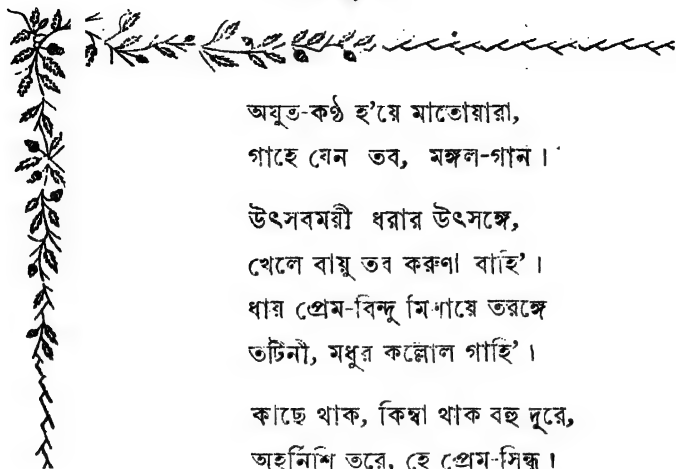 অযুত-কণ্ঠ হ’য়ে মাতোয়ারা,
গাহে যেন তব, মঙ্গল-গান।
উৎসবময়ী ধরার উৎসঙ্গে,
খেলে বায়ু তব করুণা বাহি’।
ধায় প্রেম-বিন্দু মিশায়ে তরঙ্গে
তটিনী, মধুর কল্লোল গাহি’।
কাছে থাক, কিম্বা থাক বহু দূরে,
অহর্নিশি তরে, হে প্রেম-সিন্ধু।